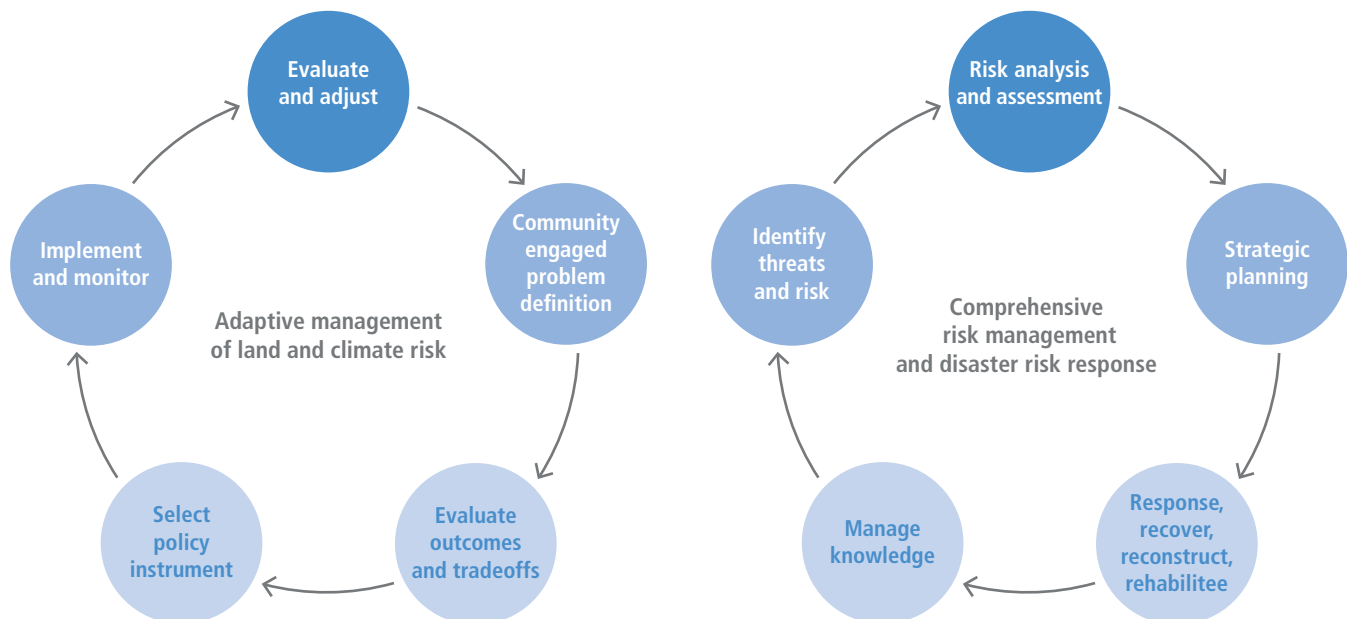 Evaluate
and adjust
Community
engaged
problem
definition
Evaluate
outcomes
and tradeoffs
Select
policy
instrument
Implement
and monitor
Adaptive management
of land and climate risk
Risk analysis
and assessment
Strategic
planning
Response,
recover,
reconstruct,
rehabilitee
Manage
knowledge
Identify
threats
and risk
Comprehensive
risk management
and disaster risk response